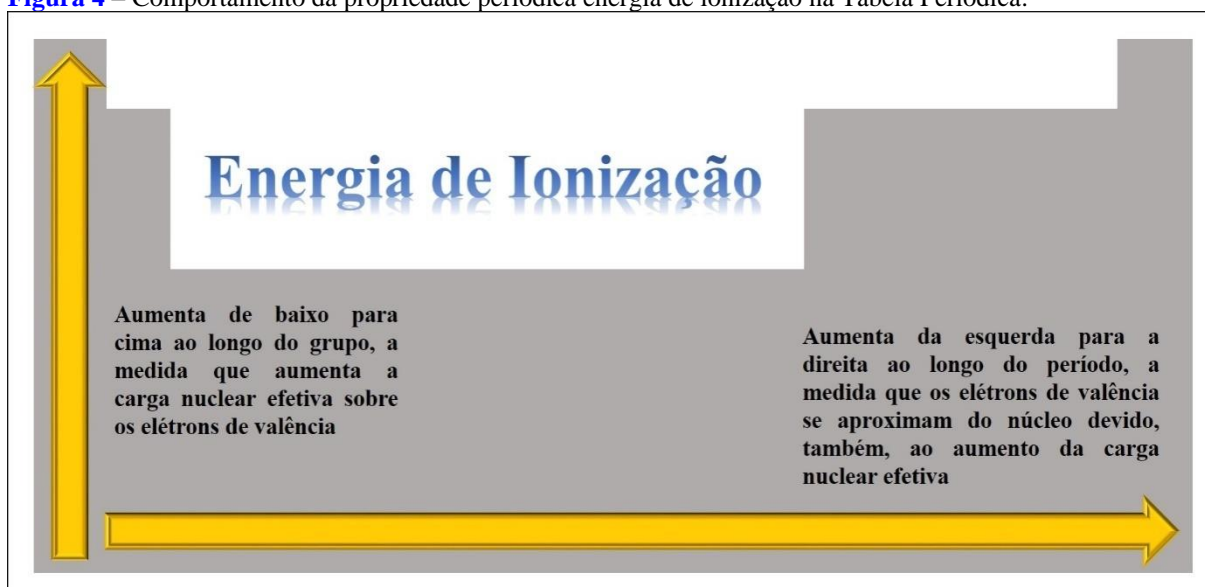 Figura 4 – Comportamento da propriedade periódica energia de ionização na Tabela Periódica.
Energia de Ionização
Aumenta de baixo para
cima ao longo do grupo, a
medida que aumenta a
carga nuclear efetiva sobre
os elétrons de valência
Aumenta da esquerda para a
direita ao longo do período, a
medida que os elétrons de valência
se aproximam do núcleo devido,
também, ao aumento da carga
nuclear efetiva